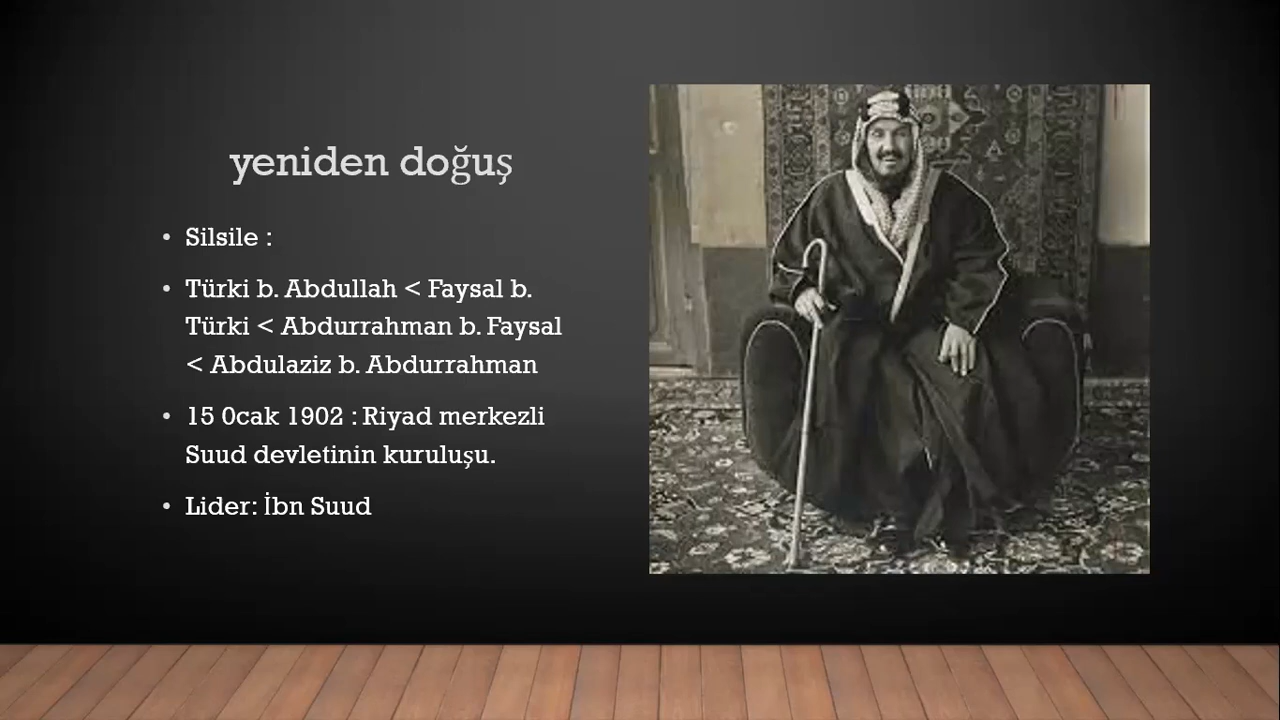 yeniden doğuş
• Silsile :
• Türki b. Abdullah < Faysal b.
Türki < Abdurrahman b. Faysal
< Abdulaziz b. Abdurrahman
• 15 0cak 1902 : Riyad merkezli
Suud devletinin kuruluşu.
• Lider: İbn Suud